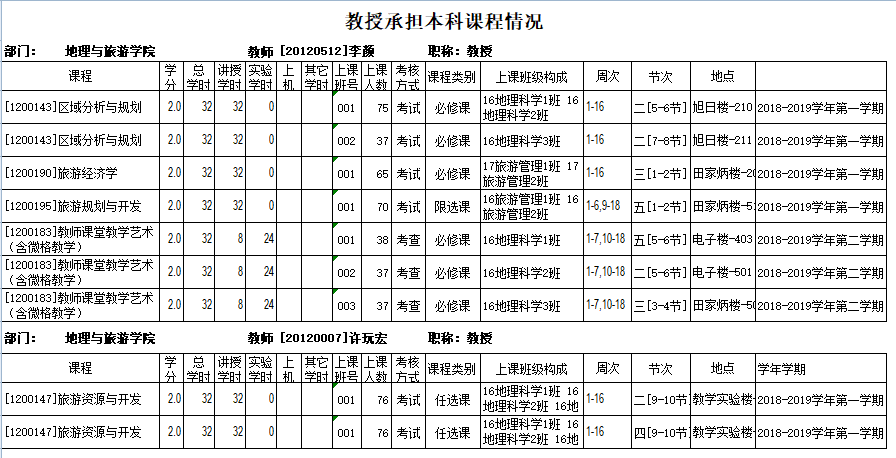 教授承担本科课程情况
部门： 地理与旅游学院 教师 [20120512]李颜 职称：教授
课程 学分 总学时 讲授学时 实验学时 上机 其它学时 上课班号 上课人数 考核方式 课程类别 上课班级构成 周次 节次 地点
[1200143]区域分析与规划 2.0 32 32 0 001 75 考试 必修课 16地理科学1班 16地理科学2班 1-16 二[5-6节] 旭日楼-210 2018-2019学年第一学期
[1200143]区域分析与规划 2.0 32 32 0 002 37 考试 必修课 16地理科学3班 1-16 二[7-8节] 旭日楼-211 2018-2019学年第一学期
[1200190]旅游经济学 2.0 32 32 0 001 65 考试 必修课 17旅游管理1班 17旅游管理2班 1-16 三[1-2节] 田家炳楼-20 2018-2019学年第一学期
[1200195]旅游规划与开发 2.0 32 32 0 001 70 考试 限选课 16旅游管理1班 16旅游管理2班 1-6,9-18 五[1-2节] 田家炳楼-5 2018-2019学年第一学期
[1200183]教师课堂教学艺术（含微格教学） 2.0 32 8 24 001 38 考查 必修课 16地理科学1班 1-7,10-18 五[5-6节] 电子楼-403 2018-2019学年第二学期
[1200183]教师课堂教学艺术（含微格教学） 2.0 32 8 24 002 37 考查 必修课 16地理科学2班 1-7,10-18 二[5-6节] 电子楼-501 2018-2019学年第二学期
[1200183]教师课堂教学艺术（含微格教学） 2.0 32 8 24 003 37 考查 必修课 16地理科学3班 1-7,10-18 三[3-4节] 田家炳楼-50 2018-2019学年第二学期
部门： 地理与旅游学院 教师 [20120007]许玩宏 职称：教授
课程 学分 总学时 讲授学时 实验学时 上机 其它学时 上课班号 上课人数 考核方式 课程类别 上课班级构成 周次 节次 地点 学年学期
[1200147]旅游资源与开发 2.0 32 32 0 001 76 考试 任选课 16地理科学1班 16地理科学2班 16地 1-16 二[9-10节] 教学实验楼- 2018-2019学年第一学期
[1200147]旅游资源与开发 2.0 32 32 0 001 76 考试 任选课 16地理科学1班 16地理科学2班 16地 1-16 四[9-10节] 教学实验楼- 2018-2019学年第一学期